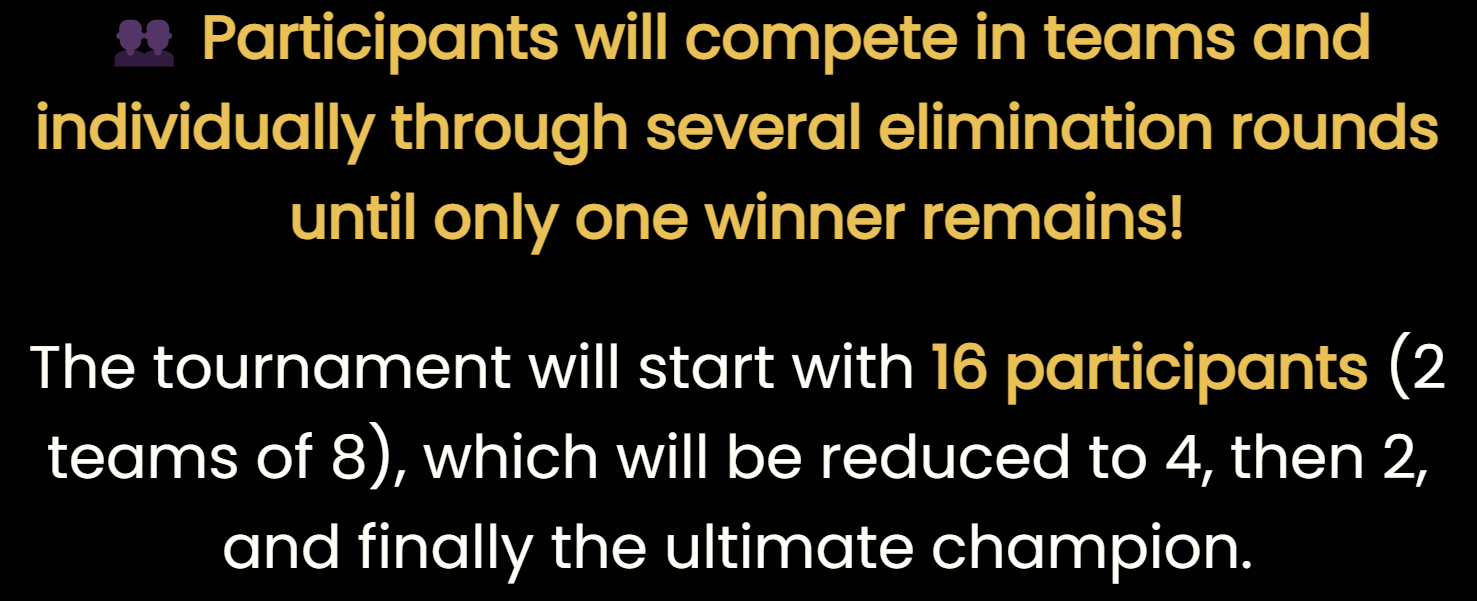 👥 Participants will compete in teams and
individually through several elimination rounds
until only one winner remains!
The tournament will start with 16 participants (2
teams of 8), which will be reduced to 4, then 2,
and finally the ultimate champion.